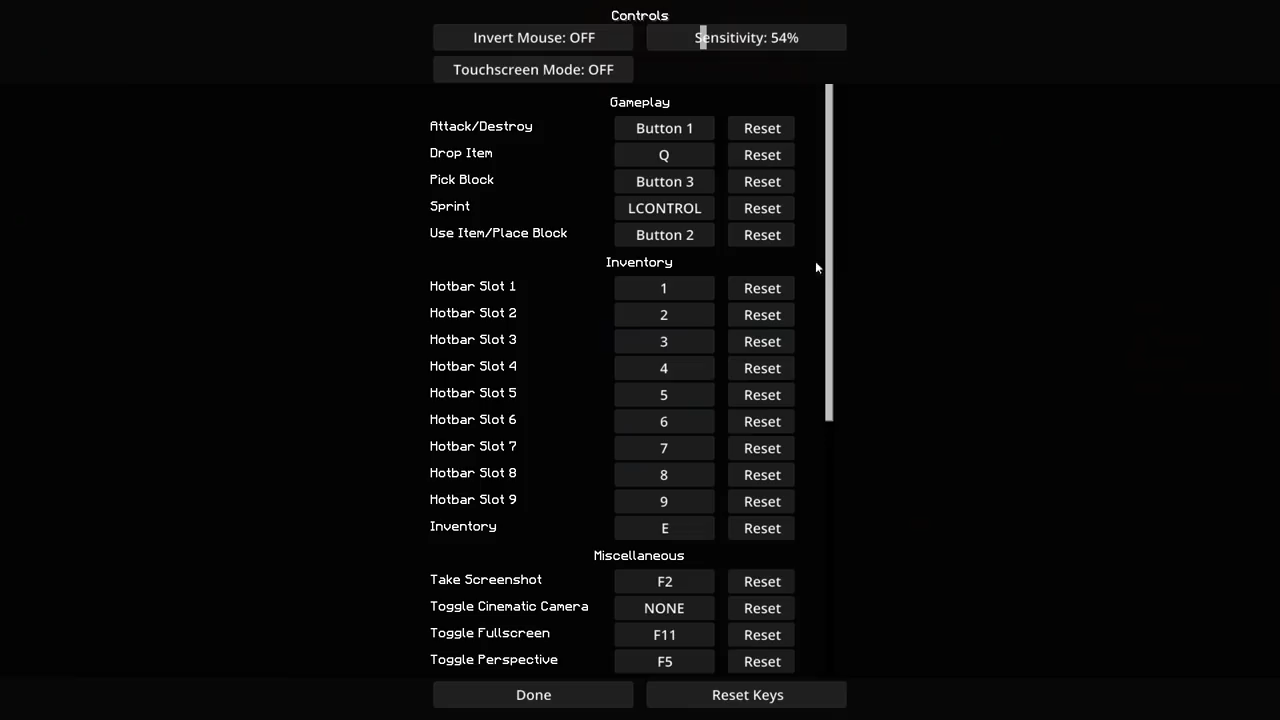 Controls
Invert Mouse: OFF Sensitivity: 54%
Touchscreen Mode: OFF
Gameplay
Attack/Destroy Button 1 Reset
Drop Item Q Reset
Pick Block Button 3 Reset
Sprint LCONTROL Reset
Use Item/Place Block Button 2 Reset
Inventory
Hotbar Slot 1 1 Reset
Hotbar Slot 2 2 Reset
Hotbar Slot 3 3 Reset
Hotbar Slot 4 4 Reset
Hotbar Slot 5 5 Reset
Hotbar Slot 6 6 Reset
Hotbar Slot 7 7 Reset
Hotbar Slot 8 8 Reset
Hotbar Slot 9 9 Reset
Inventory E Reset
Miscellaneous
Take Screenshot F2 Reset
Toggle Cinematic Camera NONE Reset
Toggle Fullscreen F11 Reset
Toggle Perspective F5 Reset
Done Reset Keys